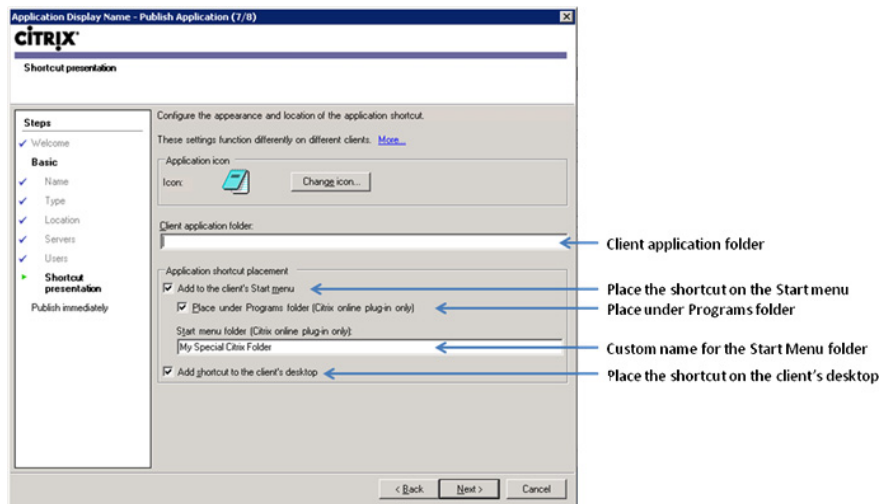 Application Display Name - Publish Application (7/8)
CITRIX
Shortcut presentation
Steps
Welcome
Basic
Name
Type
Location
Servers
Users
Shortcut presentation
Publish immediately
Configure the appearance and location of the application shortcut.
These settings function differently on different clients. More...
Application icon
Icon:
Change icon...
Client application folder:
Application shortcut placement
Add to the client's Start menu
Place under Programs folder (Citrix online plug-in only)
Start menu folder (Citrix online plug-in only):
My Special Citrix Folder
Add shortcut to the client's desktop
< Back
Next >
Cancel
Client application folder
Place the shortcut on the Start menu
Place under Programs folder
Custom name for the Start Menu folder
Place the shortcut on the client's desktop